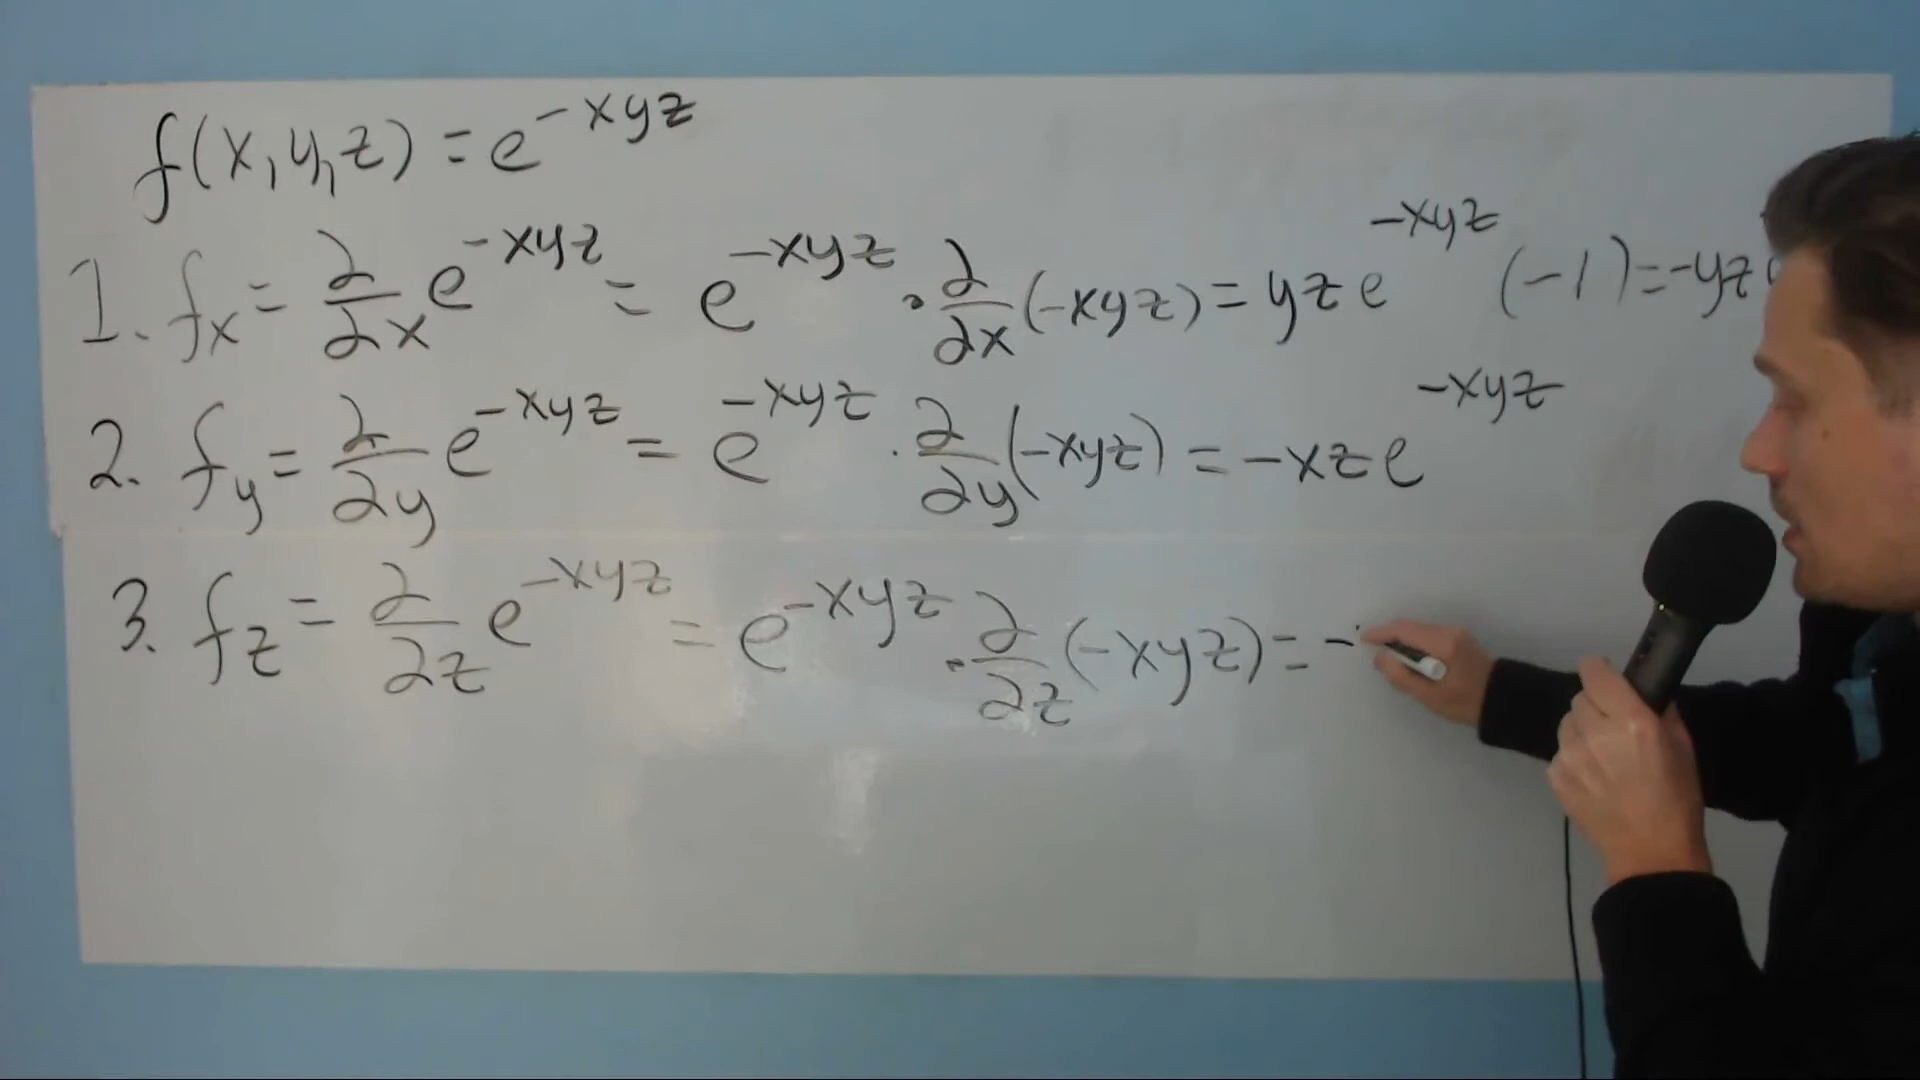 f(x,y,z) = e^{-xyz}
1. f_x = ∂/∂x e^{-xyz} = e^{-xyz} · ∂/∂x (-xyz) = yz e^{-xyz} (-1) = -yz
2. f_y = ∂/∂y e^{-xyz} = e^{-xyz} · ∂/∂y (-xyz) = -xz e^{-xyz}
3. f_z = ∂/∂z e^{-xyz} = e^{-xyz} · ∂/∂z (-xyz) = -